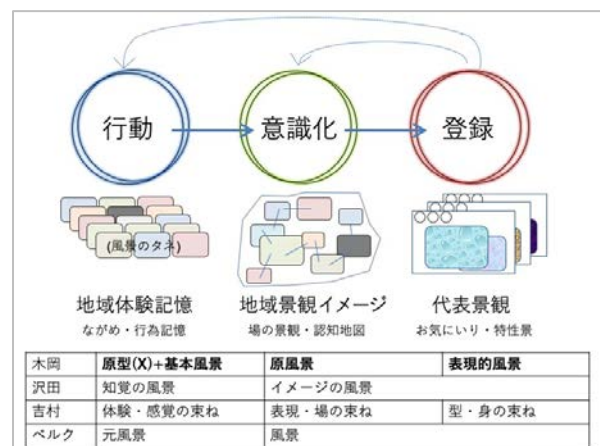 行動 意識化 登録
(風景のタネ)
地域体験記憶 地域景観イメージ 代表景観
ながめ・行為記憶 場の景観・認知地図 お気にいり・特性景
木岡 原型(X)+基本風景 原風景 表現的風景
沢田 知覚の風景 イメージの風景
吉村 体験・感覚の束ね 表現・場の束ね 型・身の束ね
ベルク 元風景 風景